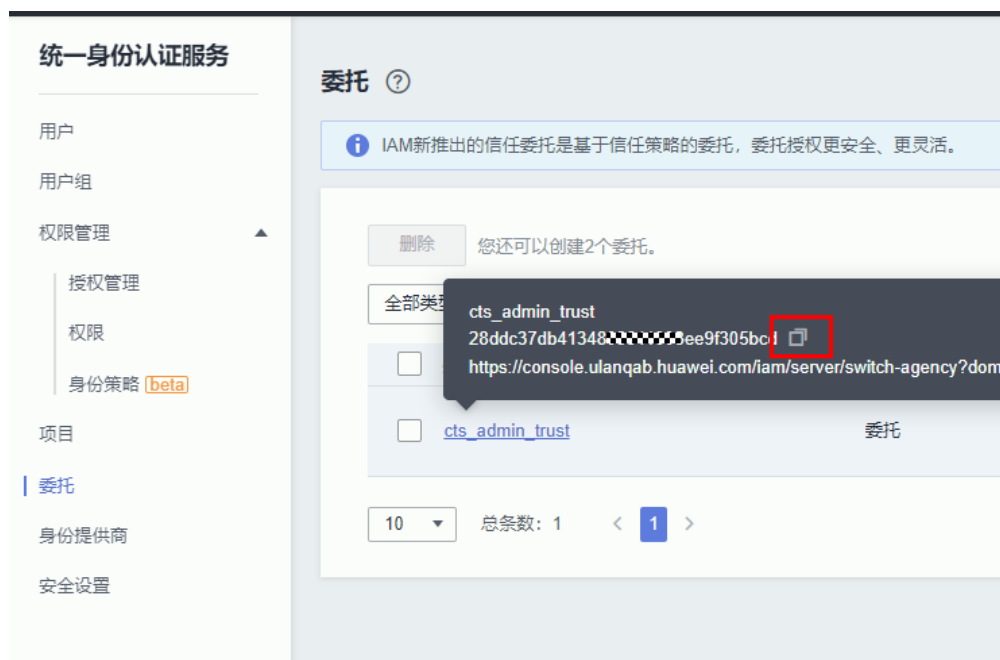 统一身份认证服务
用户
用户组
权限管理
授权管理
权限
身份策略 beta
项目
委托
身份提供商
安全设置
委托
IAM新推出的信任委托是基于信任策略的委托，委托授权更安全、更灵活。
删除 您还可以创建2个委托。
全部类型
cts_admin_trust
28ddc37db41348 ee9f305bcd
https://console.ulanqab.huawei.com/iam/server/switch-agency?dom
cts_admin_trust 委托
10 总条数：1 < 1 >